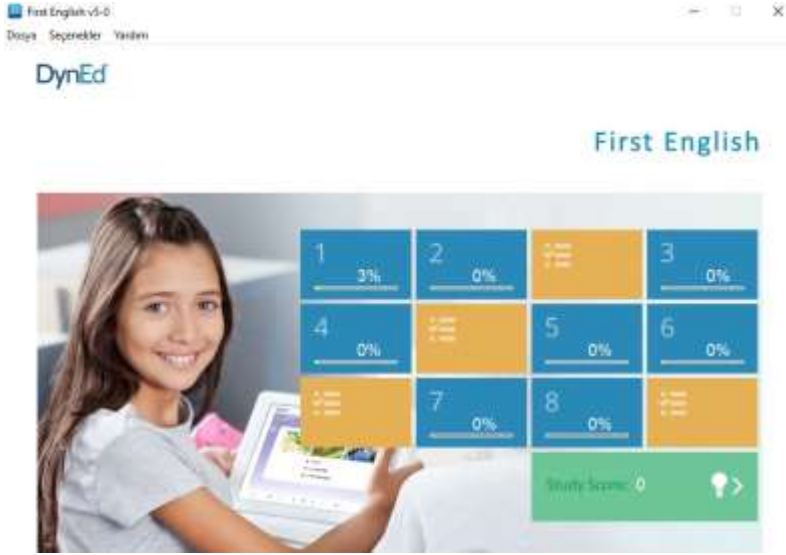 First English v5-0
Dosya Seçenekler Yardım
DynEd
First English
1 3%
2 0%
3 0%
4 0%
5 0%
6 0%
7 0%
8 0%
Study Score: 0